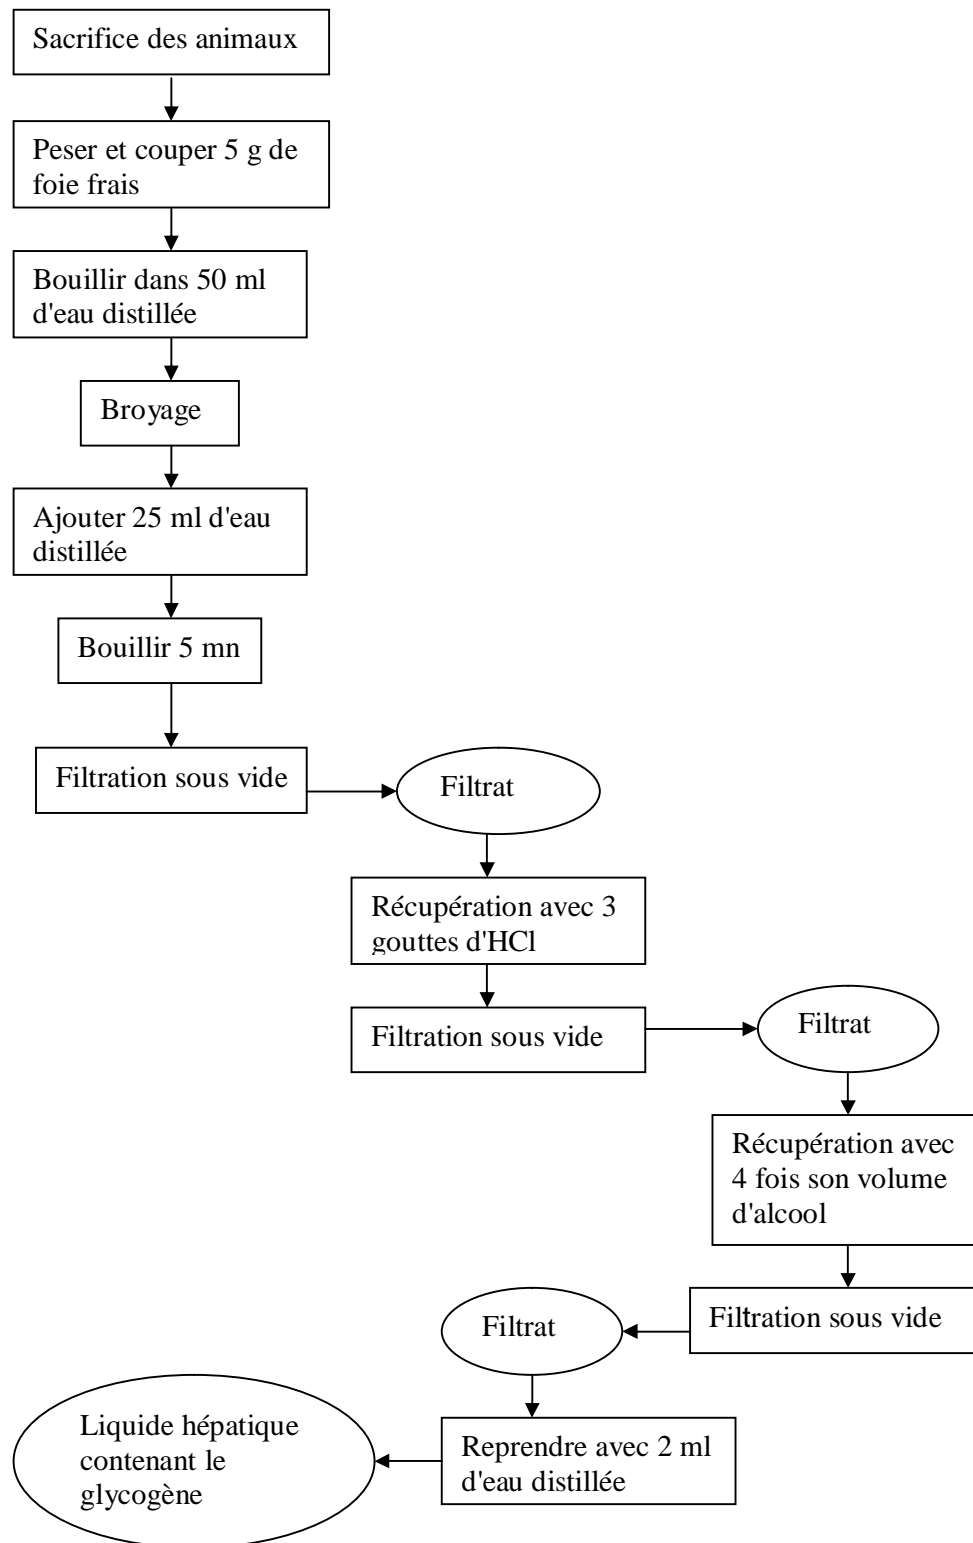 Sacrifice des animaux
Peser et couper 5 g de
foie frais
Bouillir dans 50 ml
d'eau distillée
Broyage
Ajouter 25 ml d'eau
distillée
Bouillir 5 mn
Filtration sous vide
Filtrat
Récupération avec 3
gouttes d'HCl
Filtration sous vide
Filtrat
Récupération avec
4 fois son volume
d'alcool
Filtration sous vide
Filtrat
Reprendre avec 2 ml
d'eau distillée
Liquide hépatique
contenant le
glycogène